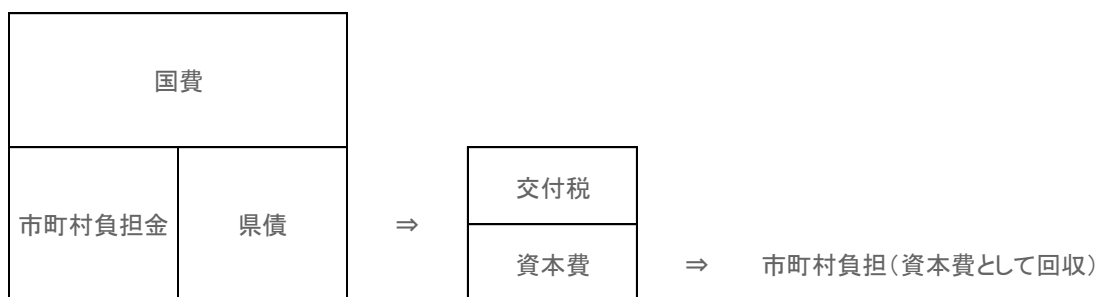 国費
市町村負担金
県債
⇒
交付税
資本費
⇒
市町村負担（資本費として回収）